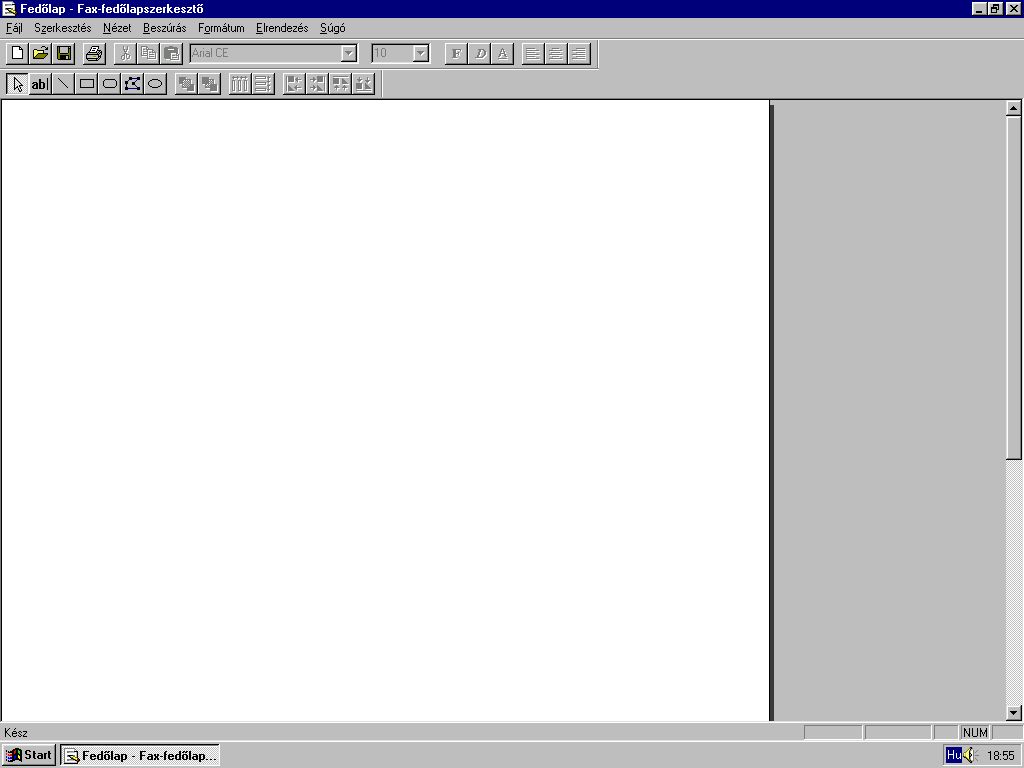 Fedőlap - Fax-fedőlapszerkesztő
Fájl Szerkesztés Nézet Beszúrás Formátum Elrendezés Súgó
Arial CE 10 F D A
ab|
Kész NUM
Start Fedőlap - Fax-fedőlap... Hu 18:55